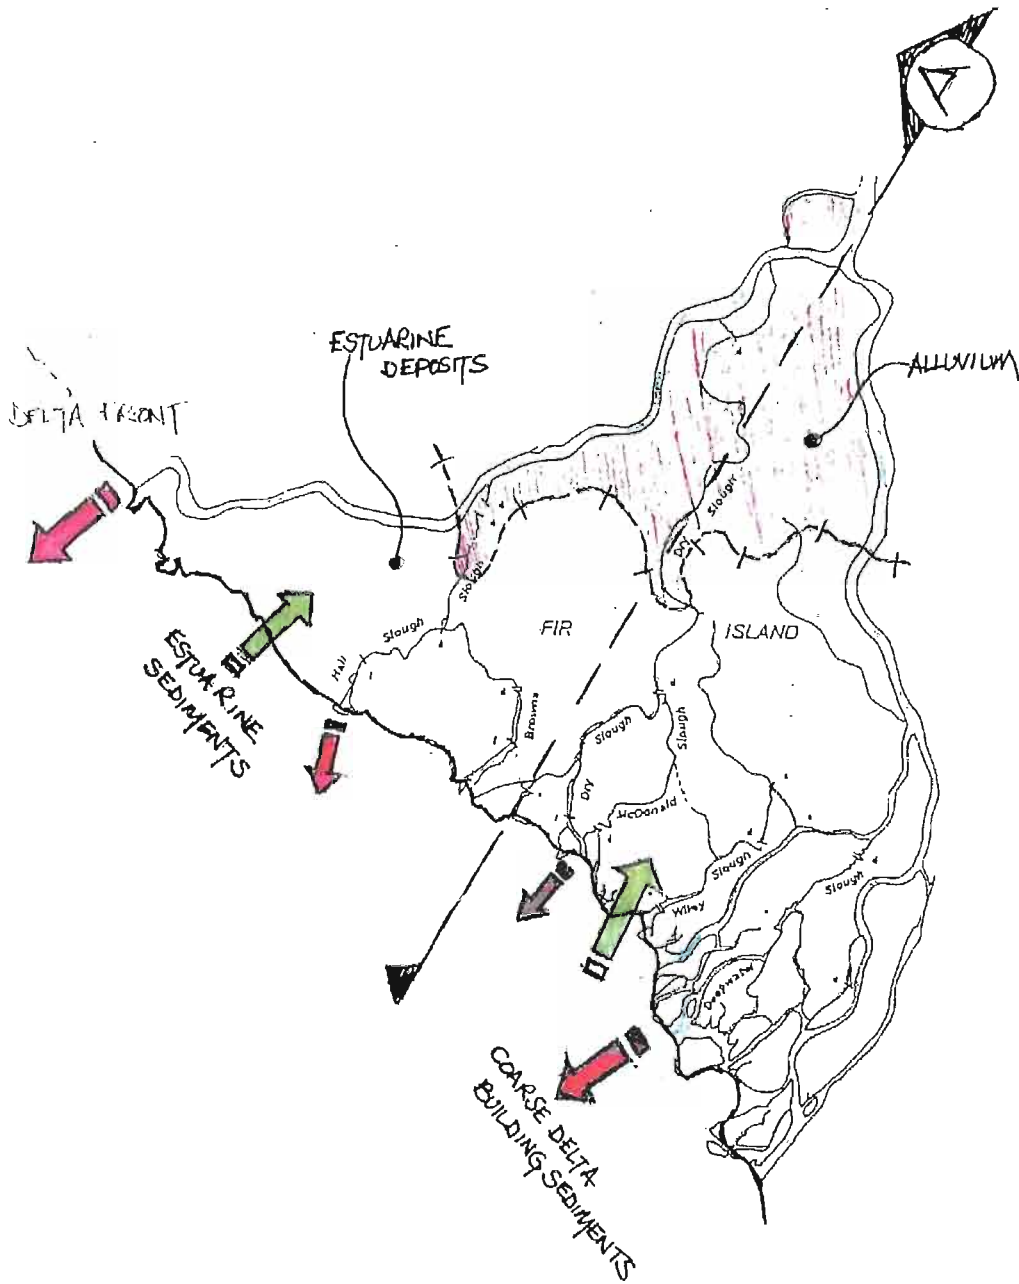 A
ESTUARINE
DEPOSITS
ALLUVIUM
DELTA FRONT
Slough
Dry
Slough
FIR
ISLAND
Slough
Hall
ESTUARINE
SEDIMENTS
Browns
Slough
Slough
Dry
McDonald
Slough
Wiley
Slough
Deepwater
COARSE DELTA
BUILDING SEDIMENTS